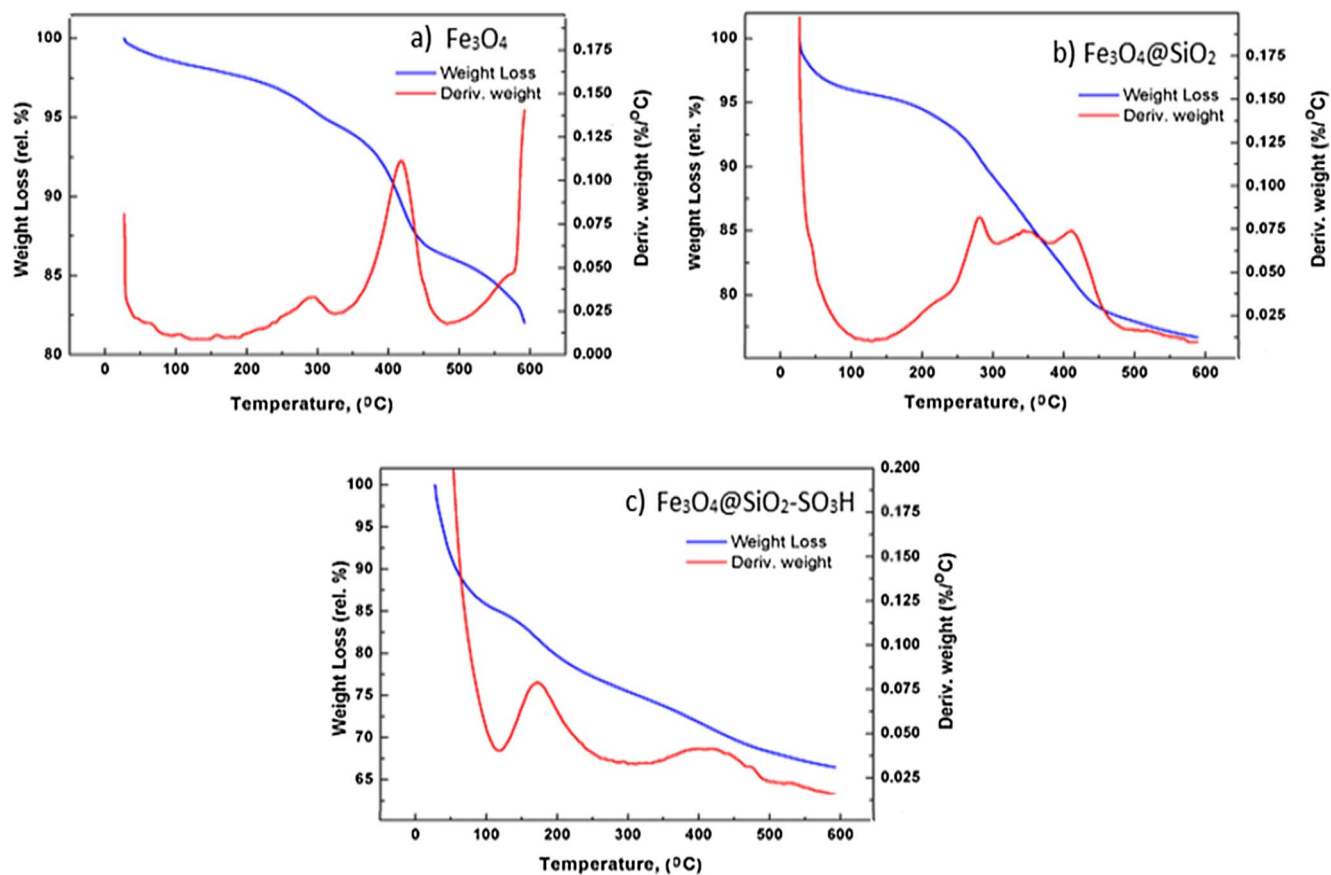 a) Fe₃O₄
Weight Loss
Deriv. weight
100
95
90
85
80
0.175
0.150
0.125
0.100
0.075
0.050
0.025
0.000
0 100 200 300 400 500 600
Temperature, (ºC)
Weight Loss (rel. %)
Deriv. weight (%/ºC)
b) Fe₃O₄@SiO₂
Weight Loss
Deriv. weight
100
95
90
85
80
0.175
0.150
0.125
0.100
0.075
0.050
0.025
0 100 200 300 400 500 600
Temperature, (ºC)
Weight Loss (rel. %)
Deriv. weight (%/ºC)
c) Fe₃O₄@SiO₂-SO₃H
Weight Loss
Deriv. weight
100
95
90
85
80
75
70
65
0.200
0.175
0.150
0.125
0.100
0.075
0.050
0.025
0 100 200 300 400 500 600
Temperature, (ºC)
Weight Loss (rel. %)
Deriv. weight (%/ºC)